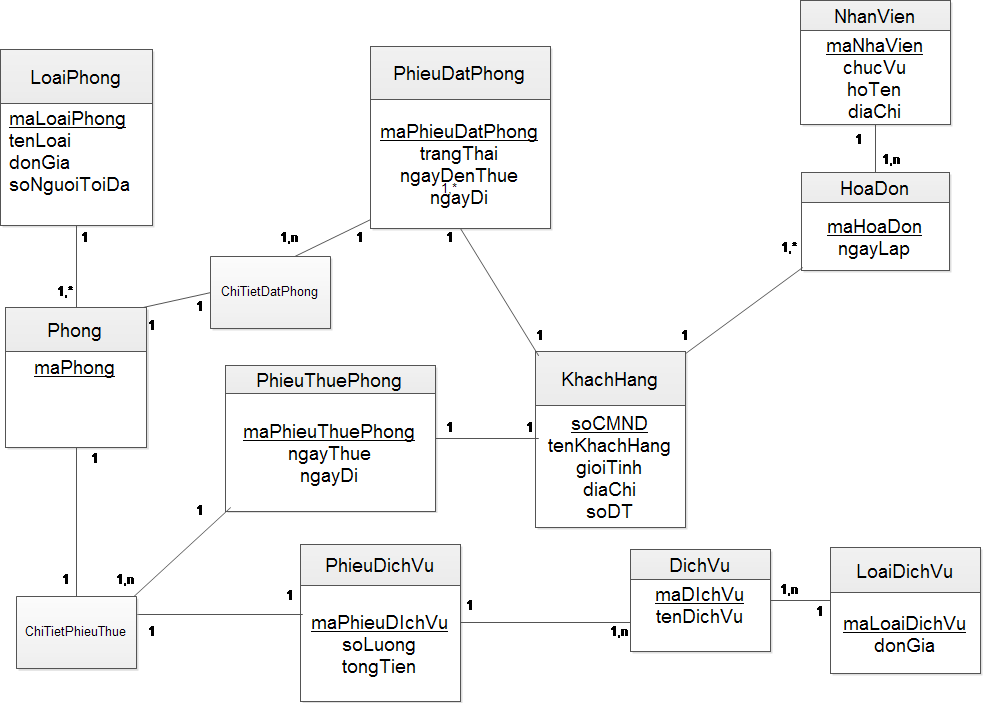 NhanVien
maNhaVien
chucVu
hoTen
diaChi
1
1,n
HoaDon
maHoaDon
ngayLap
1,*
PhieuDatPhong
maPhieuDatPhong
trangThai
ngayDenThue
1,*
ngayDi
1
1
LoaiPhong
maLoaiPhong
tenLoai
donGia
soNguoiToiDa
1
1,*
1,n
ChiTietDatPhong
1
1
Phong
maPhong
1
1
1
1
KhachHang
soCMND
tenKhachHang
gioiTinh
diaChi
soDT
PhieuThuePhong
maPhieuThuePhong
ngayThue
ngayDi
1
1
1
1,n
1
ChiTietPhieuThue
1
1
PhieuDichVu
maPhieuDIchVu
soLuong
tongTien
1
1,n
DichVu
maDIchVu
tenDichVu
1,n
1
LoaiDichVu
maLoaiDichVu
donGia